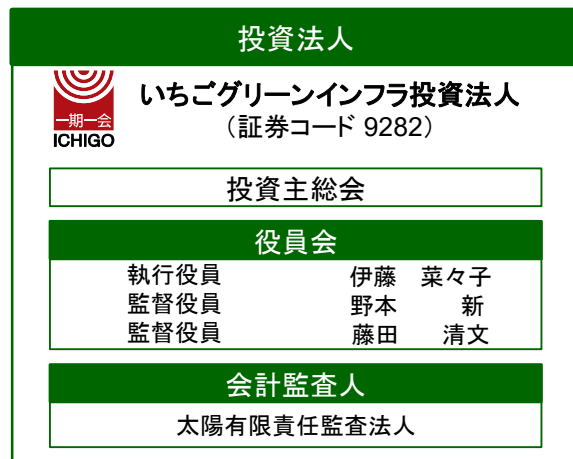 投資法人
一期一会
ICHIGO
いちごグリーンインフラ投資法人
（証券コード 9282）
投資主総会
役員会
執行役員 伊藤 菜々子
監督役員 野本 新
監督役員 藤田 清文
会計監査人
太陽有限責任監査法人